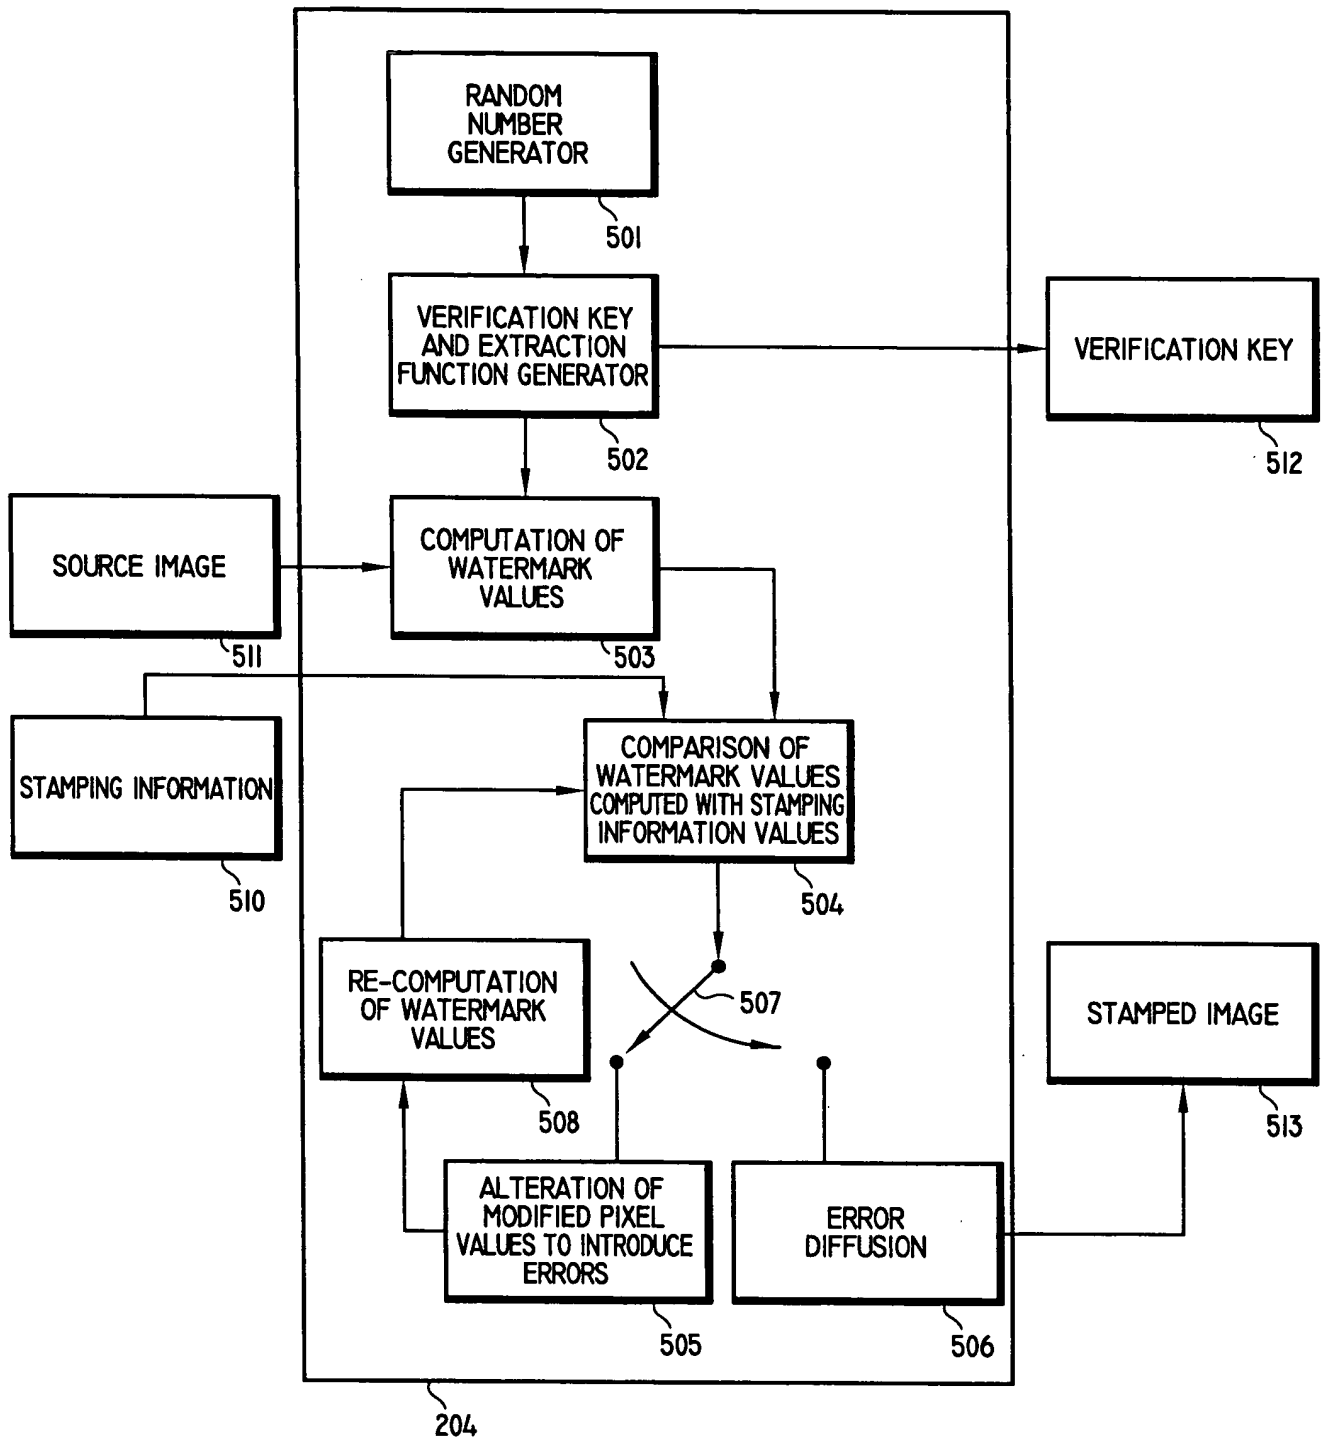 RANDOM
NUMBER
GENERATOR
501
VERIFICATION KEY
AND EXTRACTION
FUNCTION GENERATOR
502
VERIFICATION KEY
512
SOURCE IMAGE
511
COMPUTATION OF
WATERMARK
VALUES
503
STAMPING INFORMATION
510
COMPARISON OF
WATERMARK VALUES
COMPUTED WITH STAMPING
INFORMATION VALUES
504
RE-COMPUTATION
OF WATERMARK
VALUES
508
507
STAMPED IMAGE
513
ALTERATION OF
MODIFIED PIXEL
VALUES TO INTRODUCE
ERRORS
505
ERROR
DIFFUSION
506
204